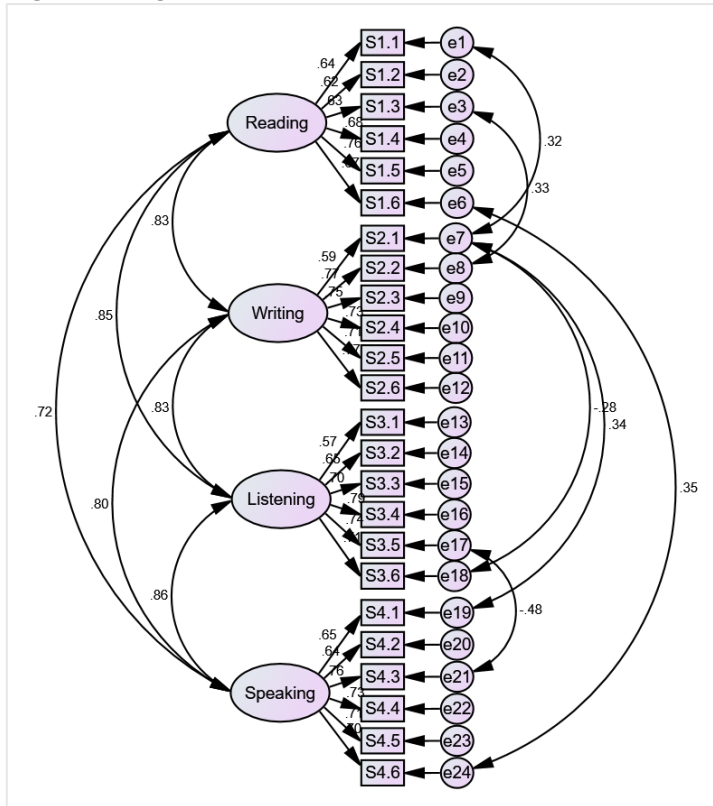 S1.1 e1
.64
S1.2 e2
.62
S1.3 e3
.63
Reading
S1.4 e4
.68
.32
S1.5 e5
.76
.33
S1.6 e6
S2.1 e7
.83
.59
S2.2 e8
.77
S2.3 e9
.75
Writing
.85
S2.4 e10
.73
S2.5 e11
.71
S2.6 e12
.72
.83
-.28
.34
S3.1 e13
.57
S3.2 e14
.65
S3.3 e15
.70
.35
.80
Listening
S3.4 e16
.79
S3.5 e17
.74
S3.6 e18
.86
S4.1 e19
-.48
.65
S4.2 e20
.64
S4.3 e21
.76
Speaking
S4.4 e22
.73
S4.5 e23
.71
.70
S4.6 e24